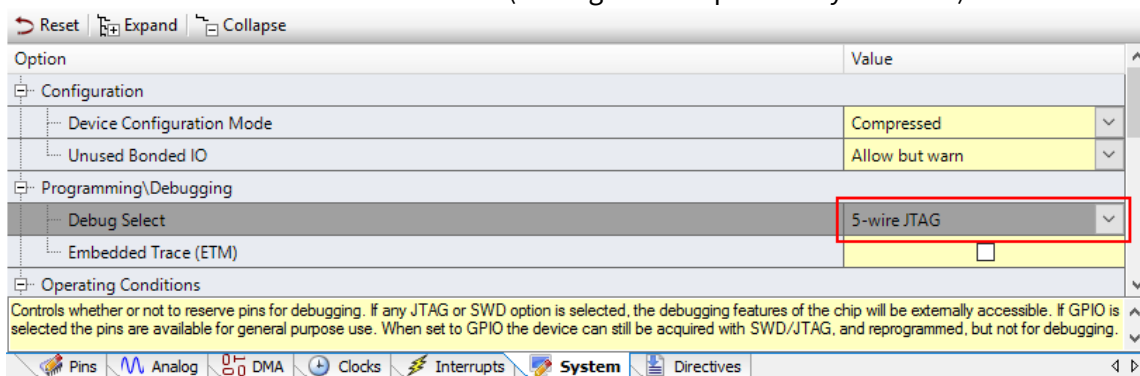 Reset Expand Collapse
Option Value
Configuration
Device Configuration Mode Compressed
Unused Bonded IO Allow but warn
Programming\Debugging
Debug Select 5-wire JTAG
Embedded Trace (ETM)
Operating Conditions
Controls whether or not to reserve pins for debugging. If any JTAG or SWD option is selected, the debugging features of the chip will be externally accessible. If GPIO is
selected the pins are available for general purpose use. When set to GPIO the device can still be acquired with SWD/JTAG, and reprogrammed, but not for debugging.
Pins Analog DMA Clocks Interrupts System Directives